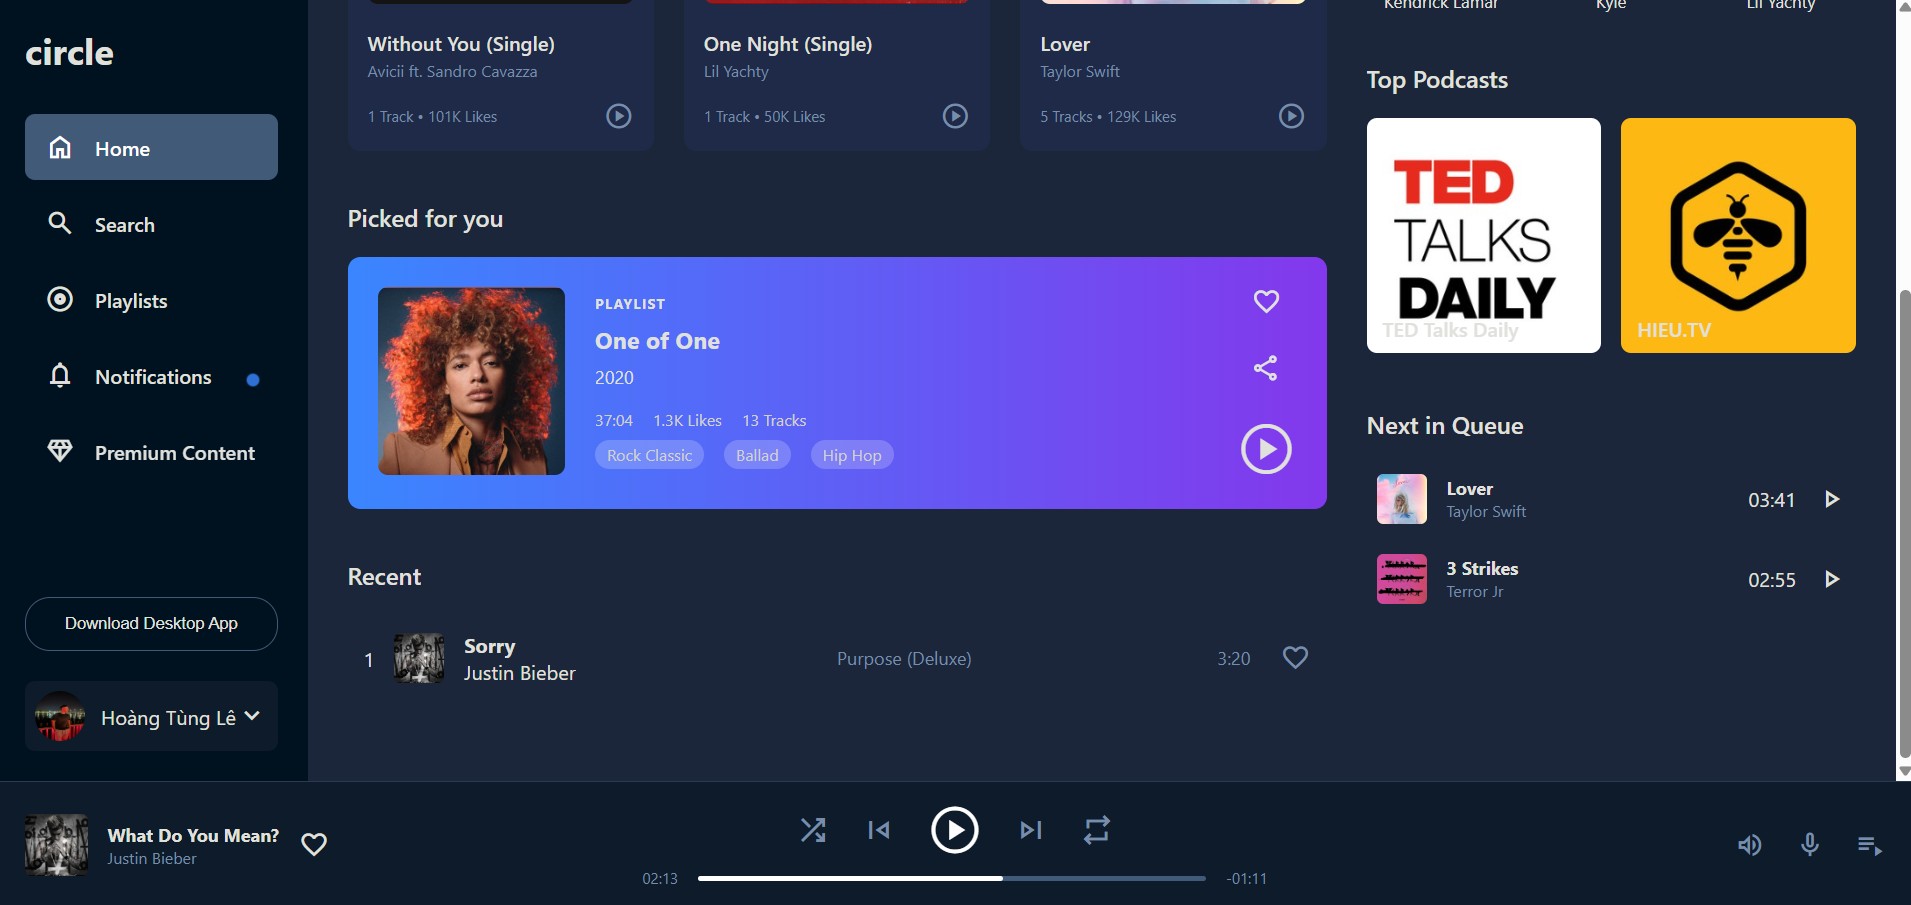 circle
Home
Search
Playlists
Notifications
Premium Content
Download Desktop App
Hoàng Tùng Lê
Without You (Single)
Avicii ft. Sandro Cavazza
1 Track • 101K Likes
One Night (Single)
Lil Yachty
1 Track • 50K Likes
Lover
Taylor Swift
5 Tracks • 129K Likes
Picked for you
PLAYLIST
One of One
2020
37:04 1.3K Likes 13 Tracks
Rock Classic Ballad Hip Hop
Recent
1
Sorry
Justin Bieber
Purpose (Deluxe)
3:20
Kendrick Lamar Kyle Lil Yachty
Top Podcasts
TED
TALKS
DAILY
TED Talks Daily
HIEU.TV
Next in Queue
Lover
Taylor Swift
03:41
3 Strikes
Terror Jr
02:55
What Do You Mean?
Justin Bieber
02:13
-01:11